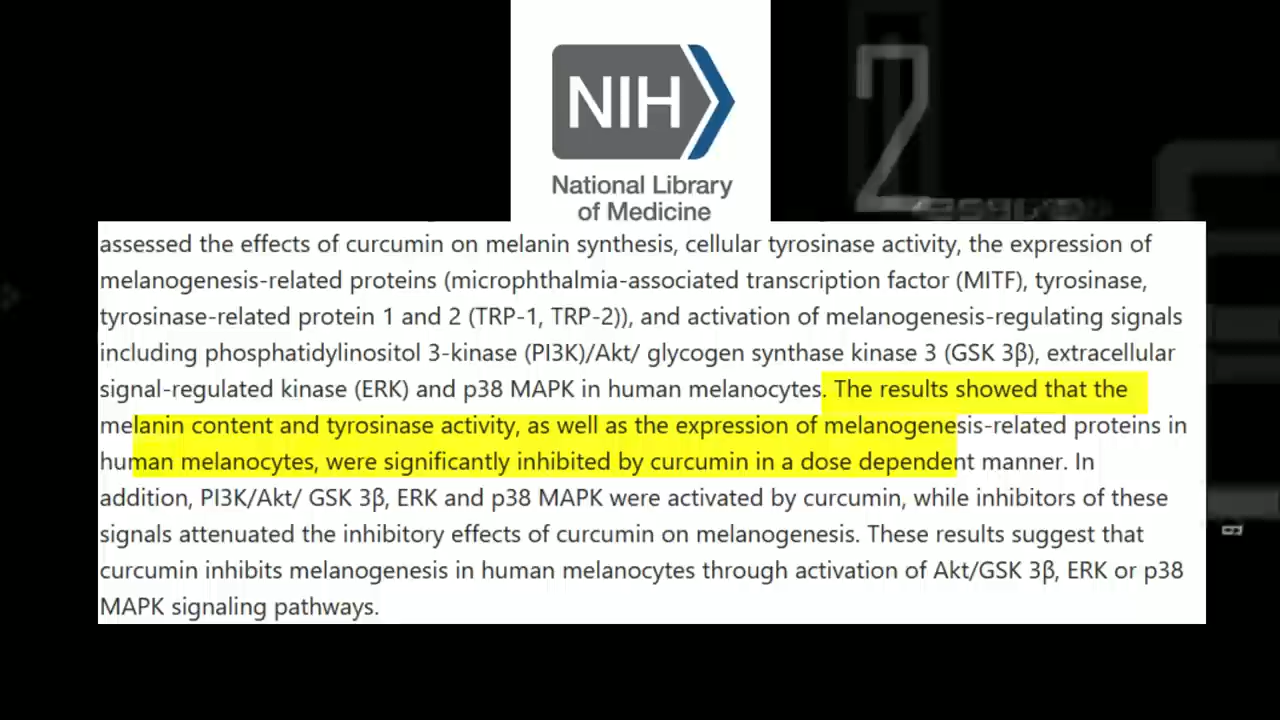 NIH
National Library
of Medicine
2
assessed the effects of curcumin on melanin synthesis, cellular tyrosinase activity, the expression of
melanogenesis-related proteins (microphthalmia-associated transcription factor (MITF), tyrosinase,
tyrosinase-related protein 1 and 2 (TRP-1, TRP-2)), and activation of melanogenesis-regulating signals
including phosphatidylinositol 3-kinase (PI3K)/Akt/ glycogen synthase kinase 3 (GSK 3β), extracellular
signal-regulated kinase (ERK) and p38 MAPK in human melanocytes. The results showed that the
melanin content and tyrosinase activity, as well as the expression of melanogenesis-related proteins in
human melanocytes, were significantly inhibited by curcumin in a dose dependent manner. In
addition, PI3K/Akt/ GSK 3β, ERK and p38 MAPK were activated by curcumin, while inhibitors of these
signals attenuated the inhibitory effects of curcumin on melanogenesis. These results suggest that
curcumin inhibits melanogenesis in human melanocytes through activation of Akt/GSK 3β, ERK or p38
MAPK signaling pathways.